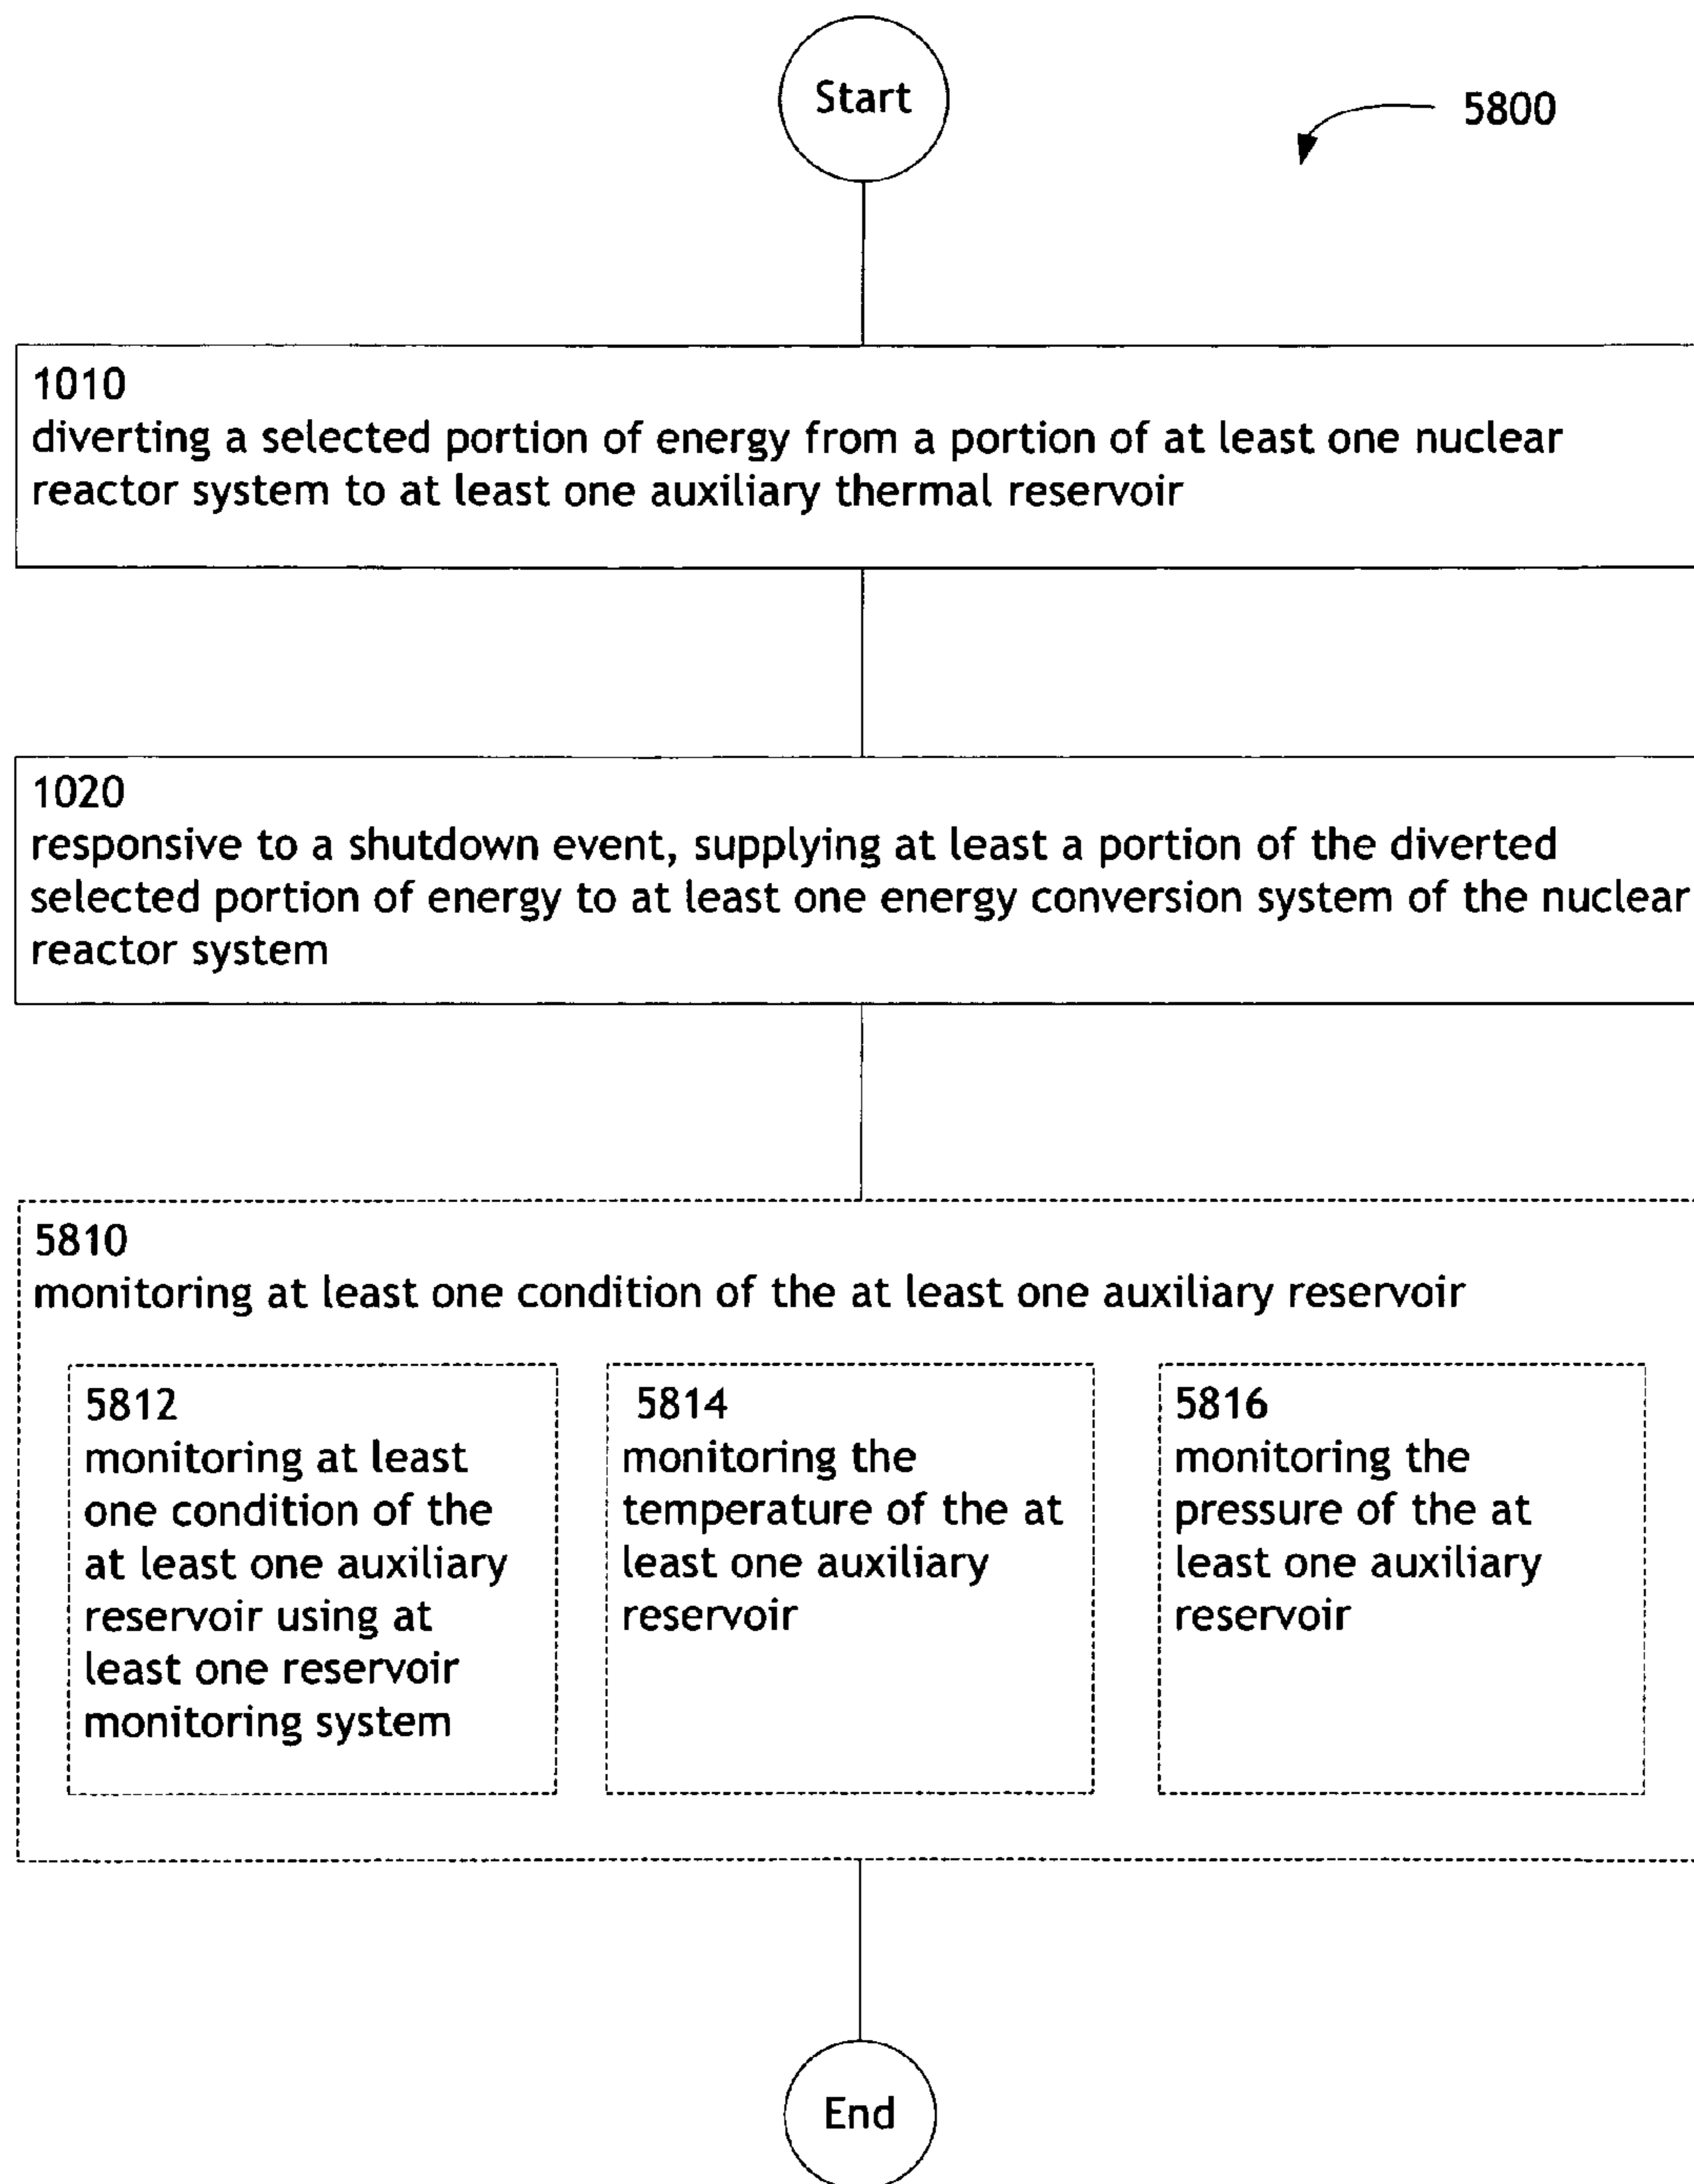 Start
5800
1010
diverting a selected portion of energy from a portion of at least one nuclear
reactor system to at least one auxiliary thermal reservoir
1020
responsive to a shutdown event, supplying at least a portion of the diverted
selected portion of energy to at least one energy conversion system of the nuclear
reactor system
5810
monitoring at least one condition of the at least one auxiliary reservoir
5812
monitoring at least
one condition of the
at least one auxiliary
reservoir using at
least one reservoir
monitoring system
5814
monitoring the
temperature of the at
least one auxiliary
reservoir
5816
monitoring the
pressure of the at
least one auxiliary
reservoir
End